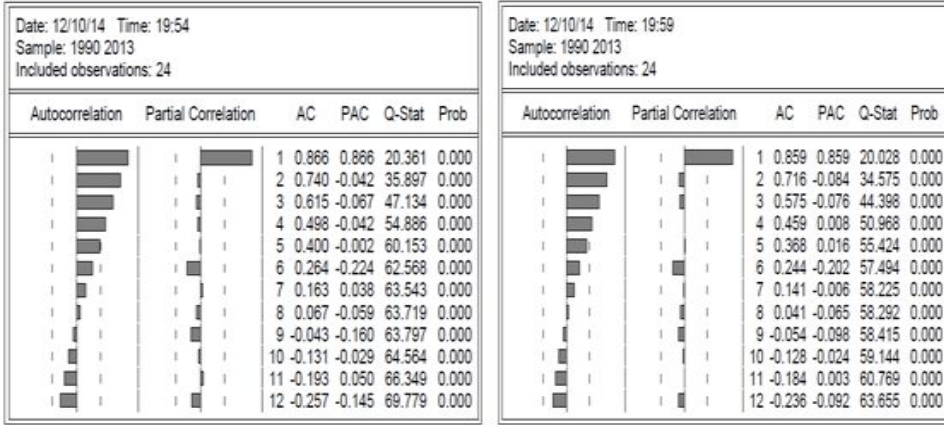 Date: 12/10/14 Time: 19:54
Sample: 1990 2013
Included observations: 24
Autocorrelation Partial Correlation AC PAC Q-Stat Prob
1 0.866 0.866 20.361 0.000
2 0.740 -0.042 35.897 0.000
3 0.615 -0.067 47.134 0.000
4 0.498 -0.042 54.886 0.000
5 0.400 -0.002 60.153 0.000
6 0.264 -0.224 62.568 0.000
7 0.163 0.038 63.543 0.000
8 0.067 -0.059 63.719 0.000
9 -0.043 -0.160 63.797 0.000
10 -0.131 -0.029 64.564 0.000
11 -0.193 0.050 66.349 0.000
12 -0.257 -0.145 69.779 0.000
Date: 12/10/14 Time: 19:59
Sample: 1990 2013
Included observations: 24
Autocorrelation Partial Correlation AC PAC Q-Stat Prob
1 0.859 0.859 20.028 0.000
2 0.716 -0.084 34.575 0.000
3 0.575 -0.076 44.398 0.000
4 0.459 0.008 50.968 0.000
5 0.368 0.016 55.424 0.000
6 0.244 -0.202 57.494 0.000
7 0.141 -0.006 58.225 0.000
8 0.041 -0.065 58.292 0.000
9 -0.054 -0.098 58.415 0.000
10 -0.128 -0.024 59.144 0.000
11 -0.184 0.003 60.769 0.000
12 -0.236 -0.092 63.655 0.000